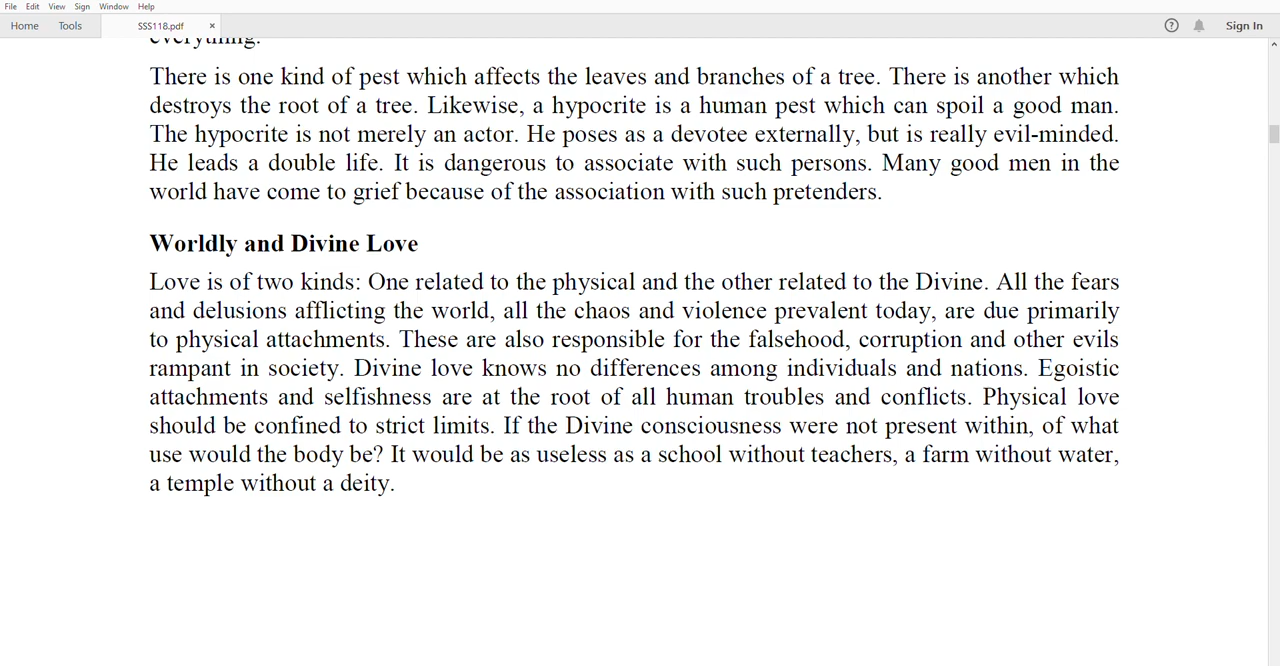 File Edit View Sign Window Help
Home Tools SSS118.pdf × Sign In
everything.
There is one kind of pest which affects the leaves and branches of a tree. There is another which
destroys the root of a tree. Likewise, a hypocrite is a human pest which can spoil a good man.
The hypocrite is not merely an actor. He poses as a devotee externally, but is really evil-minded.
He leads a double life. It is dangerous to associate with such persons. Many good men in the
world have come to grief because of the association with such pretenders.
Worldly and Divine Love
Love is of two kinds: One related to the physical and the other related to the Divine. All the fears
and delusions afflicting the world, all the chaos and violence prevalent today, are due primarily
to physical attachments. These are also responsible for the falsehood, corruption and other evils
rampant in society. Divine love knows no differences among individuals and nations. Egoistic
attachments and selfishness are at the root of all human troubles and conflicts. Physical love
should be confined to strict limits. If the Divine consciousness were not present within, of what
use would the body be? It would be as useless as a school without teachers, a farm without water,
a temple without a deity.